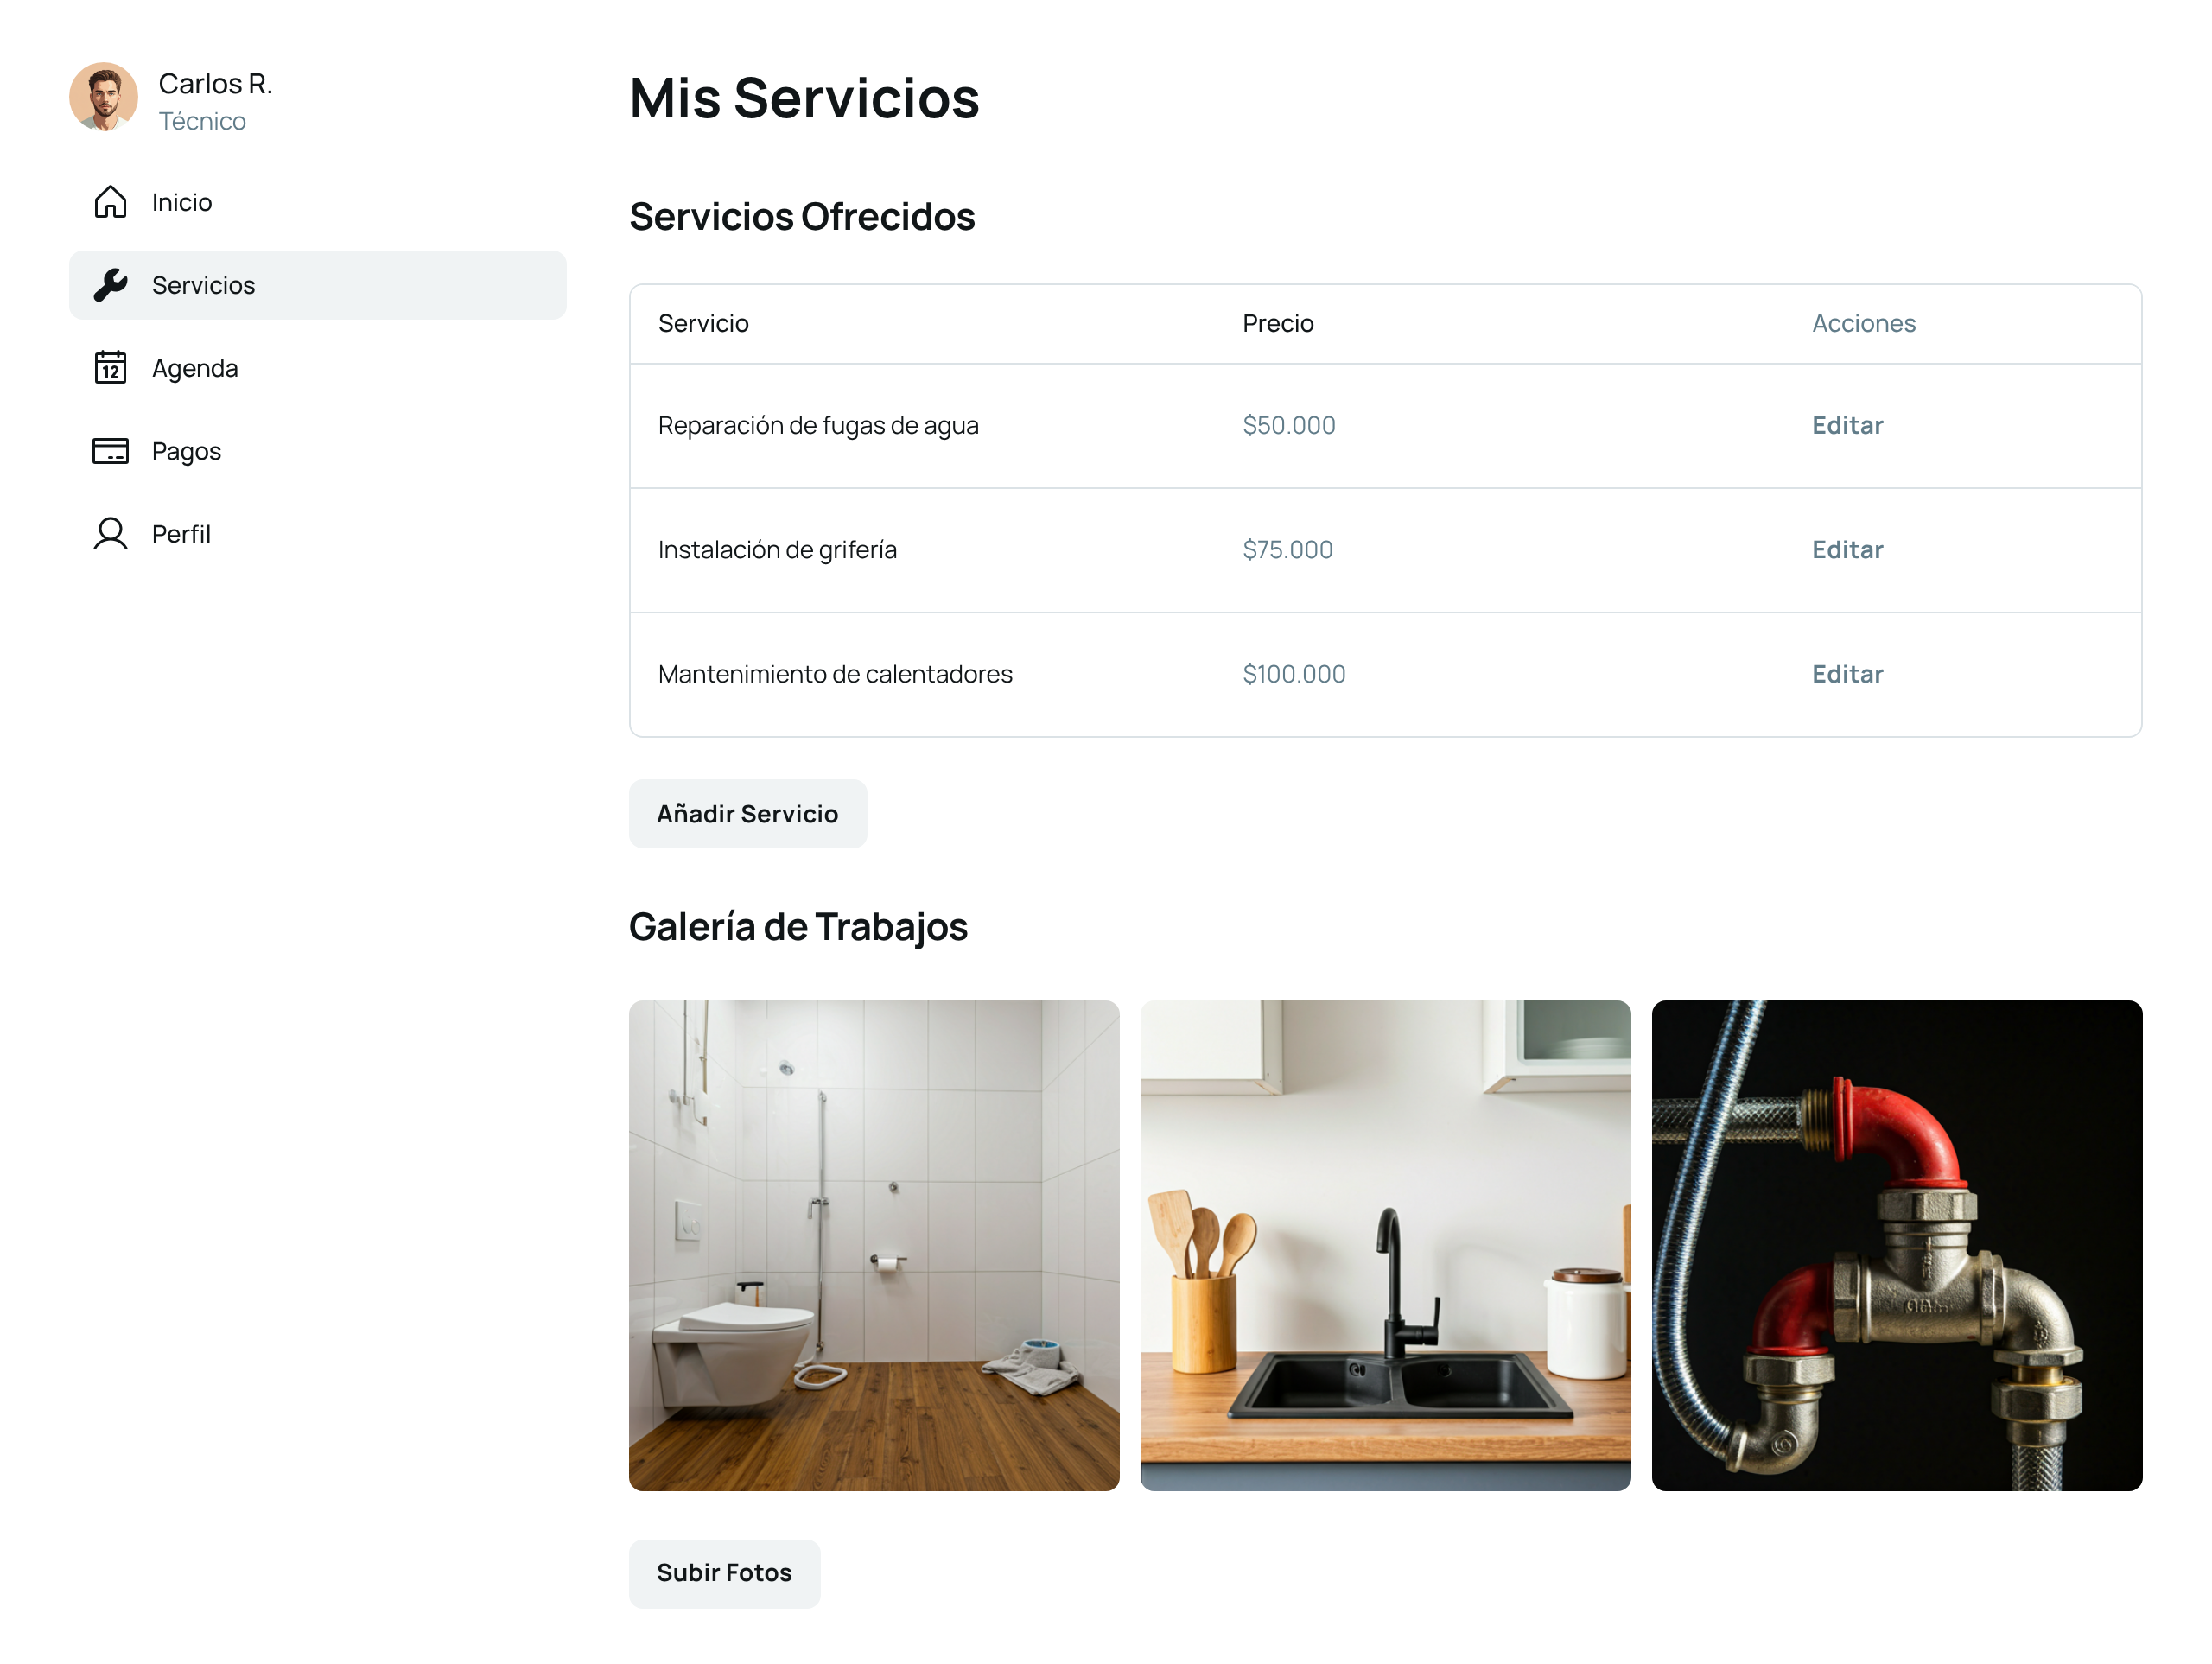 Carlos R.
Técnico
Inicio
Servicios
12
Agenda
Pagos
Perfil
Mis Servicios
Servicios Ofrecidos
Servicio Precio Acciones
Reparación de fugas de agua $50.000 Editar
Instalación de grifería $75.000 Editar
Mantenimiento de calentadores $100.000 Editar
Añadir Servicio
Galería de Trabajos
Subir Fotos